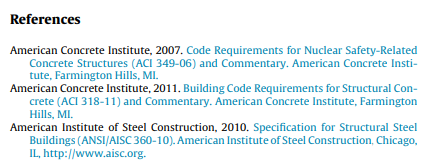 References
American Concrete Institute, 2007. Code Requirements for Nuclear Safety-Related
Concrete Structures (ACI 349-06) and Commentary. American Concrete Insti-
tute, Farmington Hills, MI.
American Concrete Institute, 2011. Building Code Requirements for Structural Con-
crete (ACI 318-11) and Commentary. American Concrete Institute, Farmington
Hills, MI.
American Institute of Steel Construction, 2010. Specification for Structural Steel
Buildings (ANSI/AISC 360-10). American Institute of Steel Construction, Chicago,
IL, http://www.aisc.org.